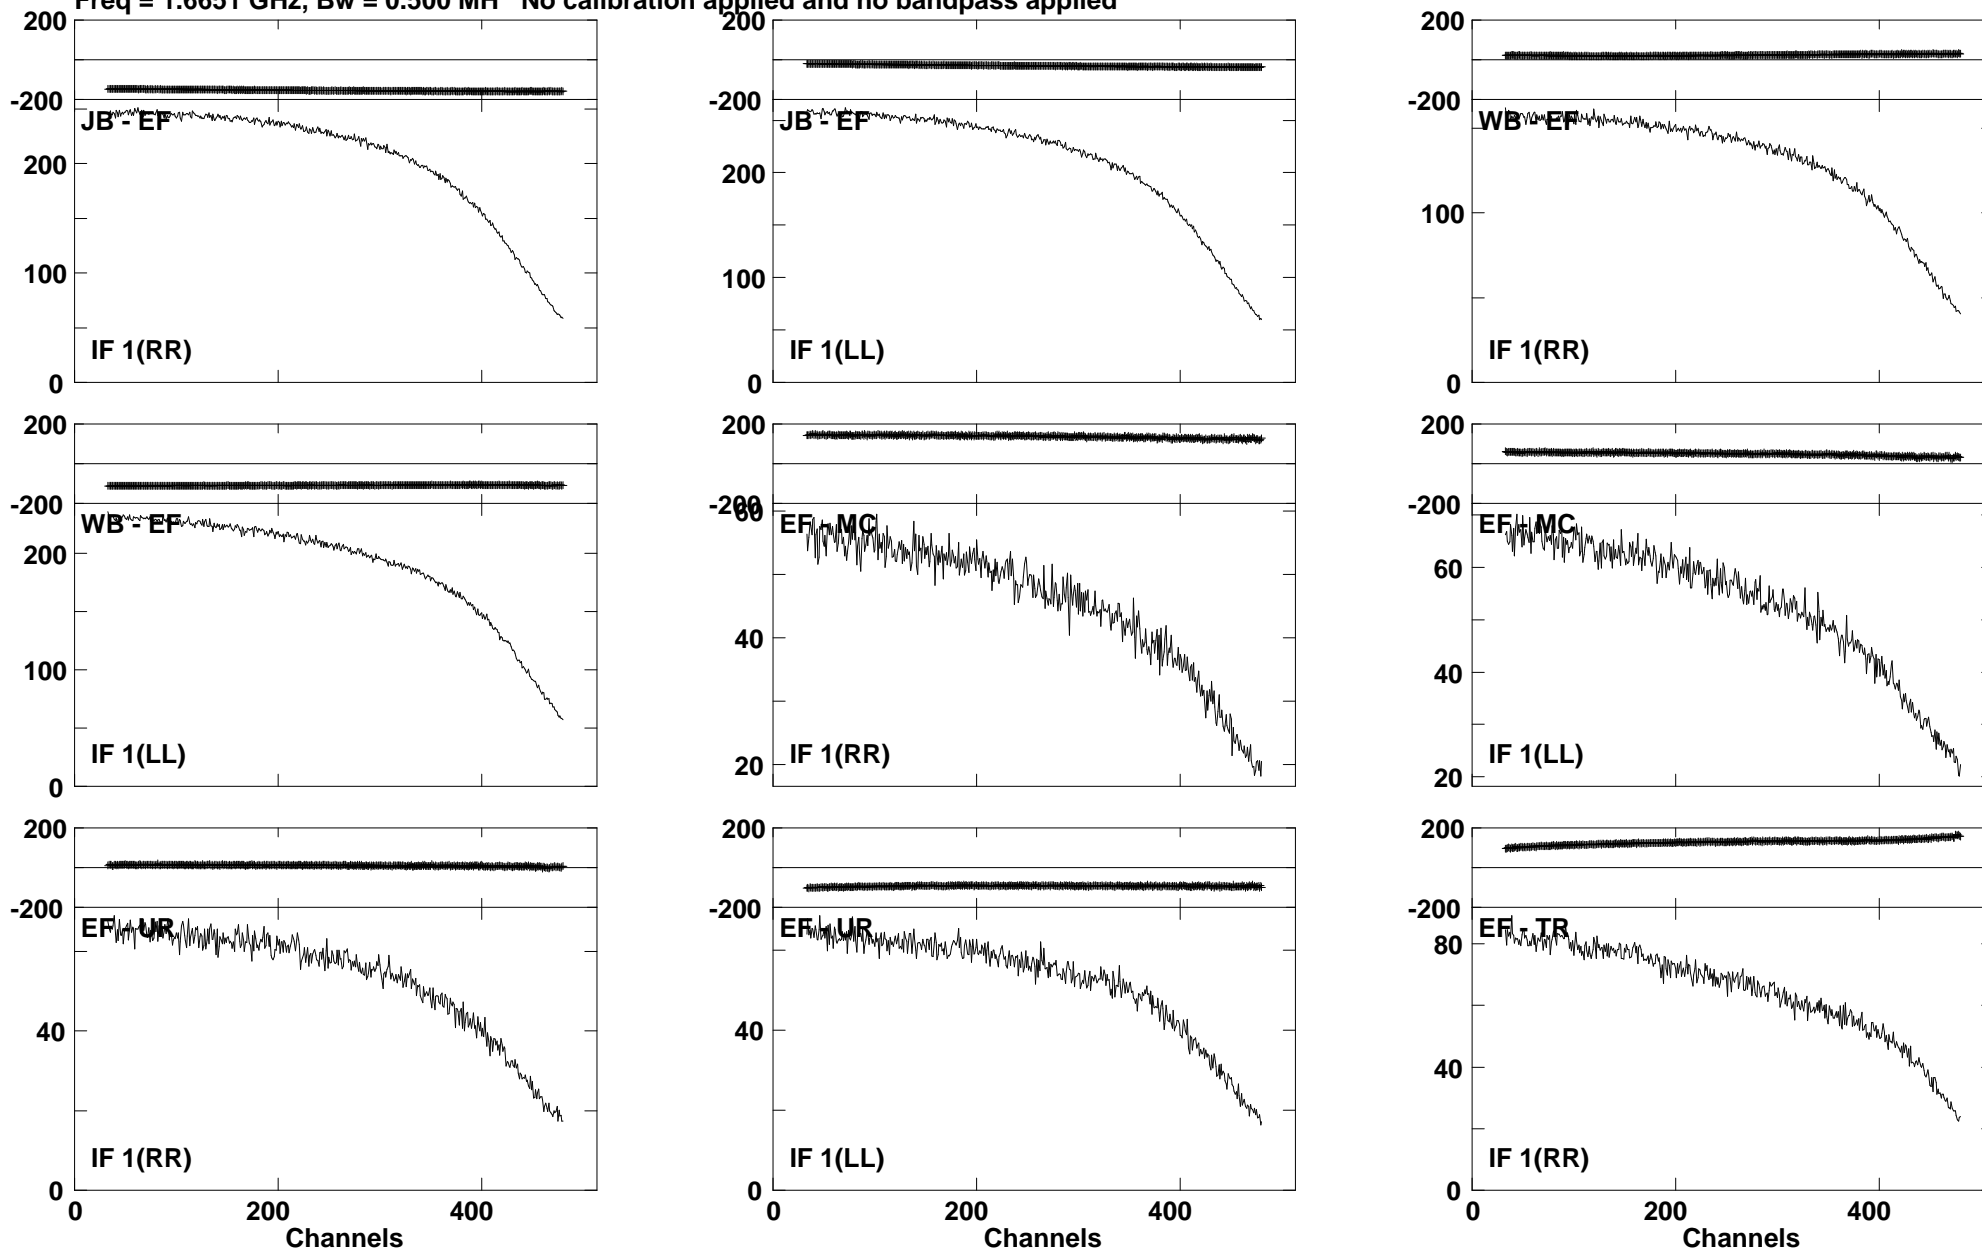 Freq = 1.6651 GHz, Bw = 0.500 MH   No calibration applied and no bandpass applied
200
-200
JB - EF
200
100
0
IF 1(RR)
-200
JB - EF
200
100
0
IF 1(LL)
200
-200
WB - EF
100
0
IF 1(RR)
200
-200
WB - EF
200
100
0
IF 1(LL)
200
-200
60
EF - MC
40
20
IF 1(RR)
200
-200
EF - MC
60
40
20
IF 1(LL)
200
-200
EF - UR
40
0
IF 1(RR)
0 200 400
Channels
200
-200
EF - UR
40
0
IF 1(LL)
0 200 400
Channels
200
-200
EF - TR
80
40
0
IF 1(RR)
0 200 400
Channels